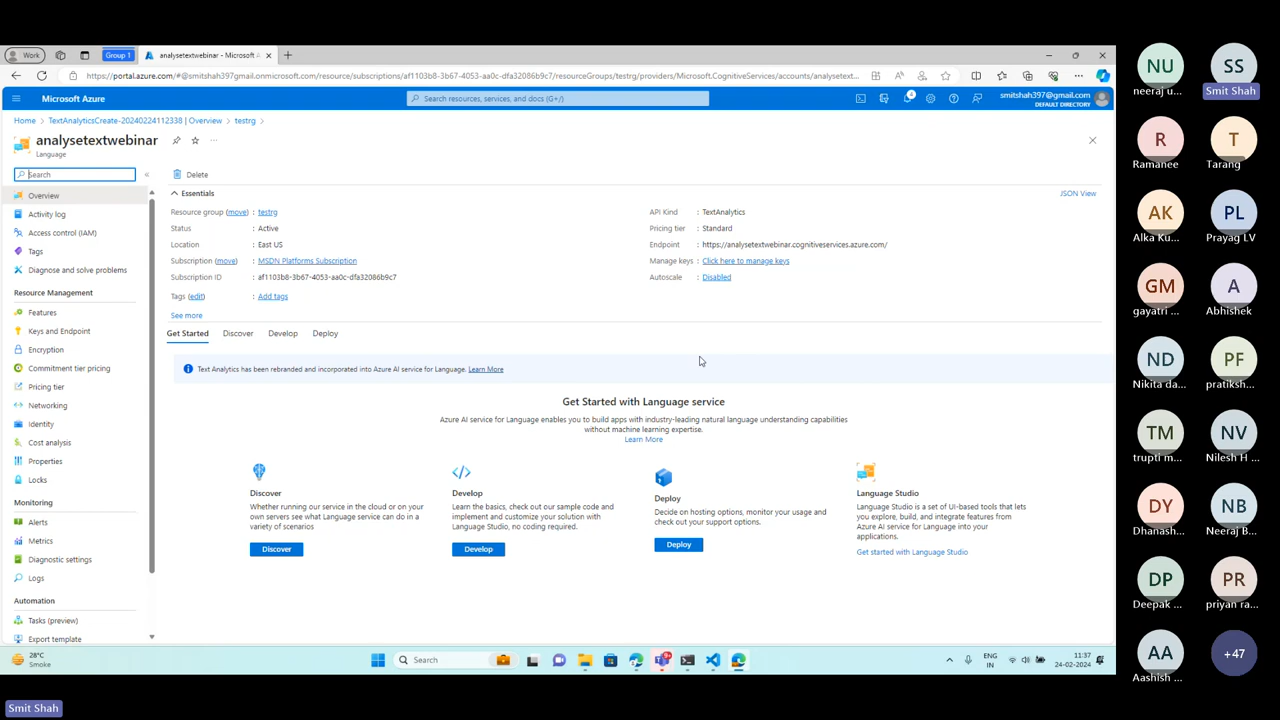 Work
Group 1
analysetextwebinar - Microsoft A
https://portal.azure.com/#@smitshah397gmail.onmicrosoft.com/resource/subscriptions/af1103b8-3b67-4053-aa0c-df32086b9c7/resourceGroups/testrg/providers/Microsoft.CognitiveServices/accounts/analysetext...
Microsoft Azure
Search resources, services, and docs (G+/)
4
smitshah397@gmail.com
DEFAULT DIRECTORY
Home > TextAnalyticsCreate-20240224112338 | Overview > testrg >
analysetextwebinar
Language
Search
Delete
Overview
Activity log
Access control (IAM)
Tags
Diagnose and solve problems
Resource Management
Features
Keys and Endpoint
Encryption
Commitment tier pricing
Pricing tier
Networking
Identity
Cost analysis
Properties
Locks
Monitoring
Alerts
Metrics
Diagnostic settings
Logs
Automation
Tasks (preview)
Export template
Essentials
JSON View
Resource group (move) : testrg
Status : Active
Location : East US
Subscription (move) : MSDN Platforms Subscription
Subscription ID : af1103b8-3b67-4053-aa0c-df32086b9c7
Tags (edit) : Add tags
See more
API Kind : TextAnalytics
Pricing tier : Standard
Endpoint : https://analysetextwebinar.cognitiveservices.azure.com/
Manage keys : Click here to manage keys
Autoscale : Disabled
Get Started Discover Develop Deploy
Text Analytics has been rebranded and incorporated into Azure AI service for Language. Learn More
Get Started with Language service
Azure AI service for Language enables you to build apps with industry-leading natural language understanding capabilities
without machine learning expertise.
Learn More
Discover
Whether running our service in the cloud or on your
own servers see what Language service can do in a
variety of scenarios
Discover
Develop
Learn the basics, check out our sample code and
implement and customize your solution with
Language Studio, no coding required.
Develop
Deploy
Decide on hosting options, monitor your usage and
check out your support options.
Deploy
Language Studio
Language Studio is a set of UI-based tools that lets
you explore, build, and integrate features from
Azure AI service for Language into your
applications.
Get started with Language Studio
28°C
Smoke
Search
ENG
IN
11:37
24-02-2024
Smit Shah
NU
neeraj u...
SS
Smit Shah
R
Ramanee
T
Tarang
AK
Alka Ku...
PL
Prayag LV
GM
gayatri ...
A
Abhishek
ND
Nikita da...
PF
pratiksh...
TM
trupti m...
NV
Nilesh H ...
DY
Dhanash...
NB
Neeraj B...
DP
Deepak ...
PR
priyan ra...
AA
Aashish ...
+47